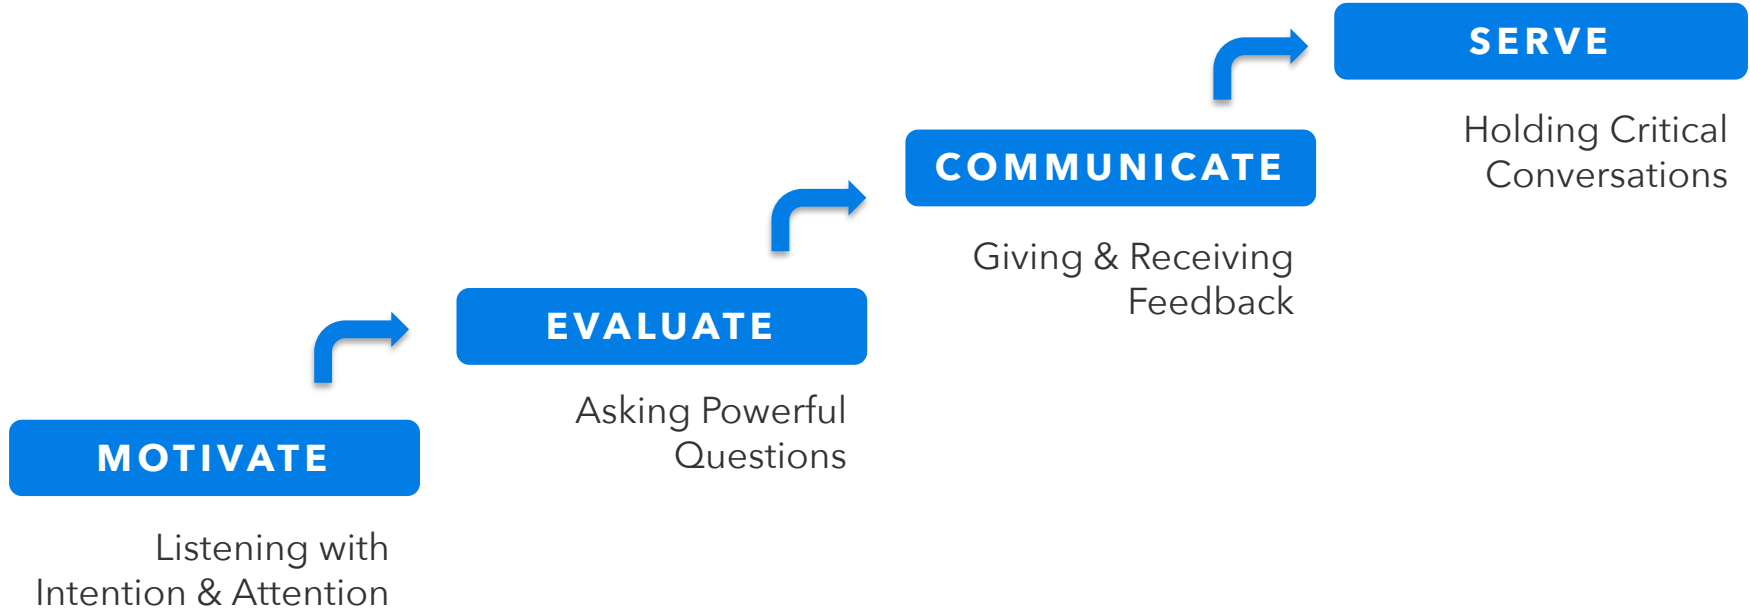 MOTIVATE
Listening with
Intention & Attention
EVALUATE
Asking Powerful
Questions
COMMUNICATE
Giving & Receiving
Feedback
SERVE
Holding Critical
Conversations